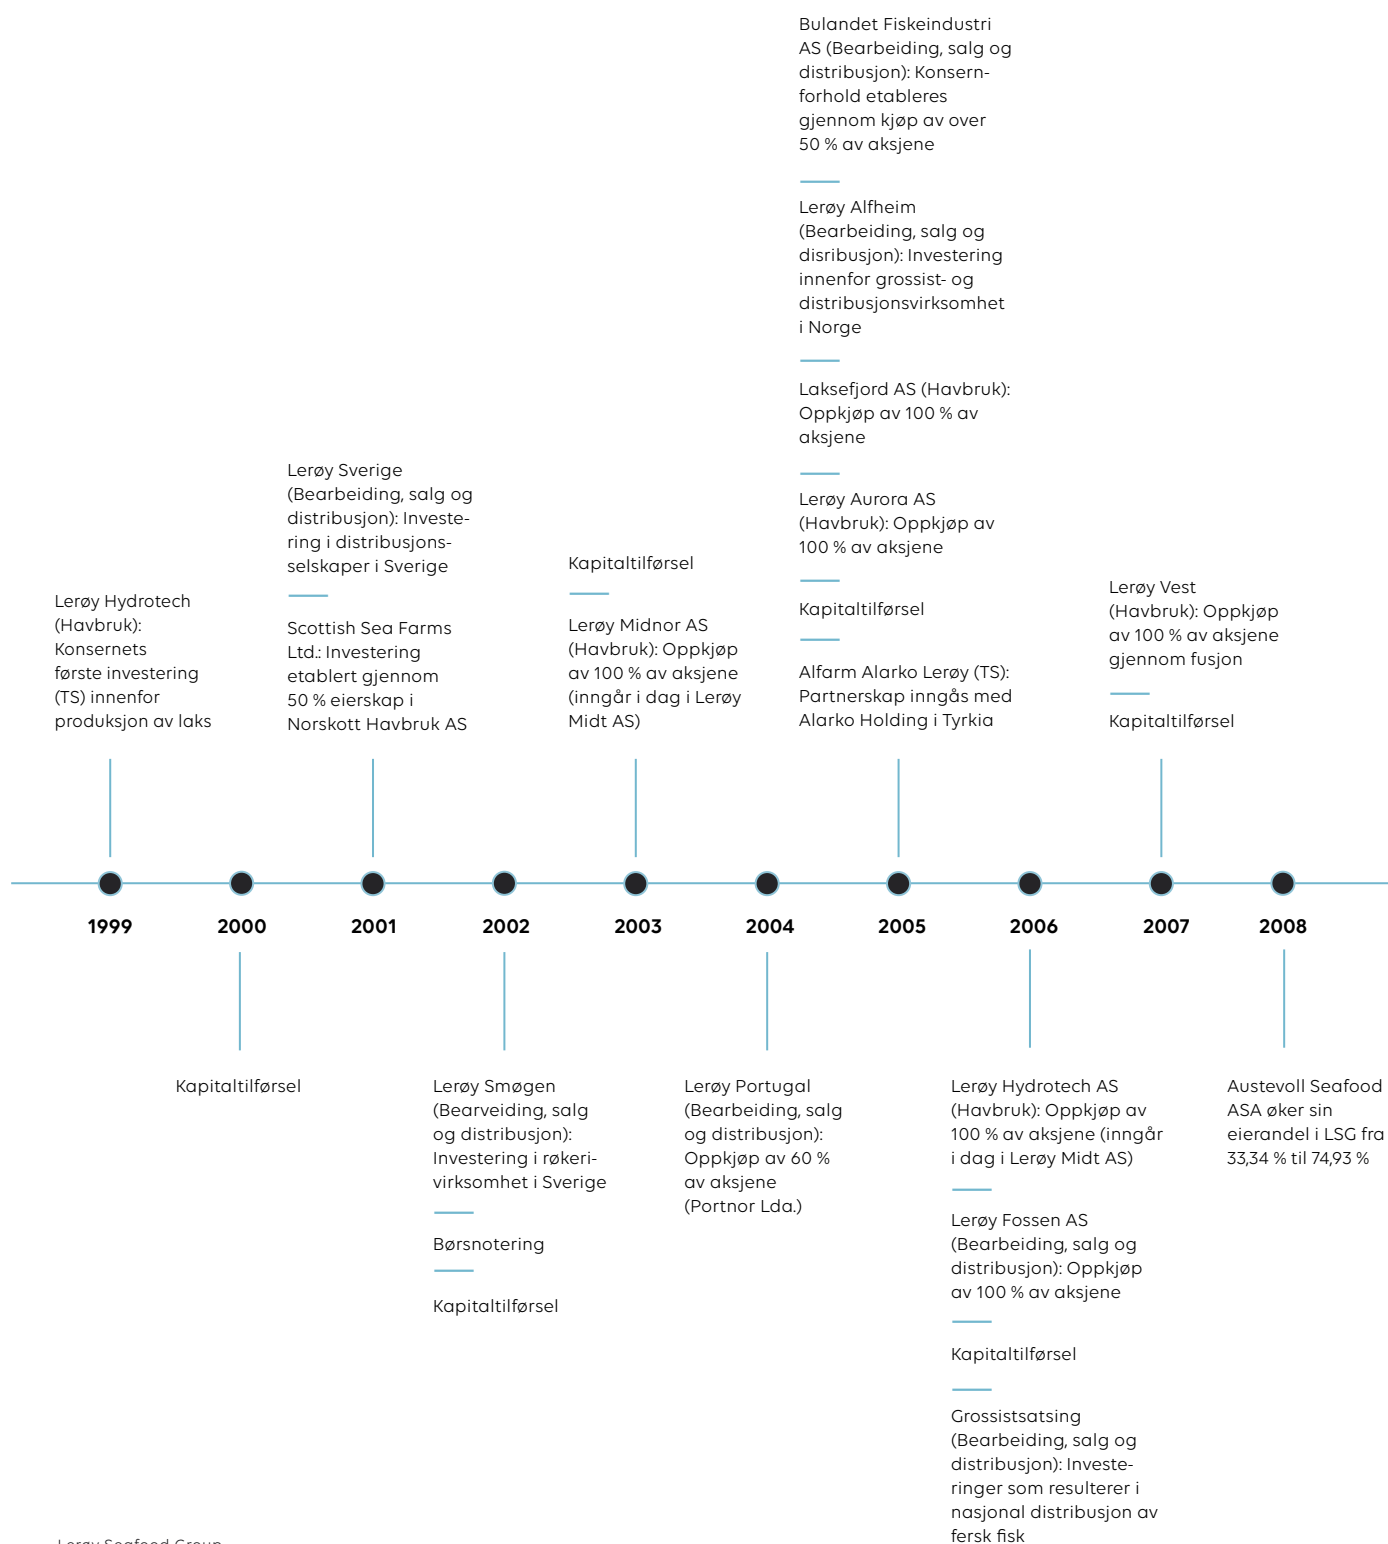 Bulandet Fiskeindustri
AS (Bearbeiding, salg og
distribusjon): Konsern-
forhold etableres
gjennom kjøp av over
50 % av aksjene
Lerøy Alfheim
(Bearbeiding, salg og
disribusjon): Investering
innenfor grossist- og
distribusjonsvirksomhet
i Norge
Laksefjord AS (Havbruk):
Oppkjøp av 100 % av
aksjene
Lerøy Aurora AS
(Havbruk): Oppkjøp av
100 % av aksjene
Kapitaltilførsel
Alfarm Alarko Lerøy (TS):
Partnerskap inngås med
Alarko Holding i Tyrkia
Lerøy Sverige
(Bearbeiding, salg og
distribusjon): Investe-
ring i distribusjons-
selskaper i Sverige
Scottish Sea Farms
Ltd.: Investering
etablert gjennom
50 % eierskap i
Norskott Havbruk AS
Kapitaltilførsel
Lerøy Midnor AS
(Havbruk): Oppkjøp
av 100 % av aksjene
(inngår i dag i Lerøy
Midt AS)
Lerøy Vest
(Havbruk): Oppkjøp
av 100 % av aksjene
gjennom fusjon
Kapitaltilførsel
Lerøy Hydrotech
(Havbruk):
Konsernets
første investering
(TS) innenfor
produksjon av laks
1999
2000
2001
2002
2003
2004
2005
2006
2007
2008
Kapitaltilførsel
Lerøy Smøgen
(Bearveiding, salg
og distribusjon):
Investering i røkeri-
virksomhet i Sverige
Børsnotering
Kapitaltilførsel
Lerøy Portugal
(Bearbeiding, salg
og distribusjon):
Oppkjøp av 60 %
av aksjene
(Portnor Lda.)
Lerøy Hydrotech AS
(Havbruk): Oppkjøp av
100 % av aksjene (inngår
i dag i Lerøy Midt AS)
Lerøy Fossen AS
(Bearbeiding, salg og
distribusjon): Oppkjøp
av 100 % av aksjene
Kapitaltilførsel
Grossistsatsing
(Bearbeiding, salg og
distribusjon): Investe-
ringer som resulterer i
nasjonal distribusjon av
fersk fisk
Austevoll Seafood
ASA øker sin
eierandel i LSG fra
33,34 % til 74,93 %
Lerøy Seafood Group